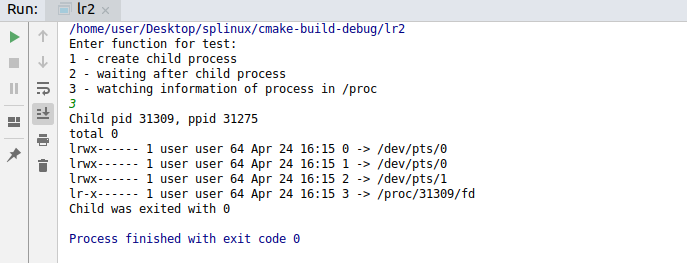 Run: lr2
/home/user/Desktop/splinux/cmake-build-debug/lr2
Enter function for test:
1 - create child process
2 - waiting after child process
3 - watching information of process in /proc
3
Child pid 31309, ppid 31275
total 0
lrwx------ 1 user user 64 Apr 24 16:15 0 -> /dev/pts/0
lrwx------ 1 user user 64 Apr 24 16:15 1 -> /dev/pts/0
lrwx------ 1 user user 64 Apr 24 16:15 2 -> /dev/pts/1
lr-x------ 1 user user 64 Apr 24 16:15 3 -> /proc/31309/fd
Child was exited with 0
Process finished with exit code 0